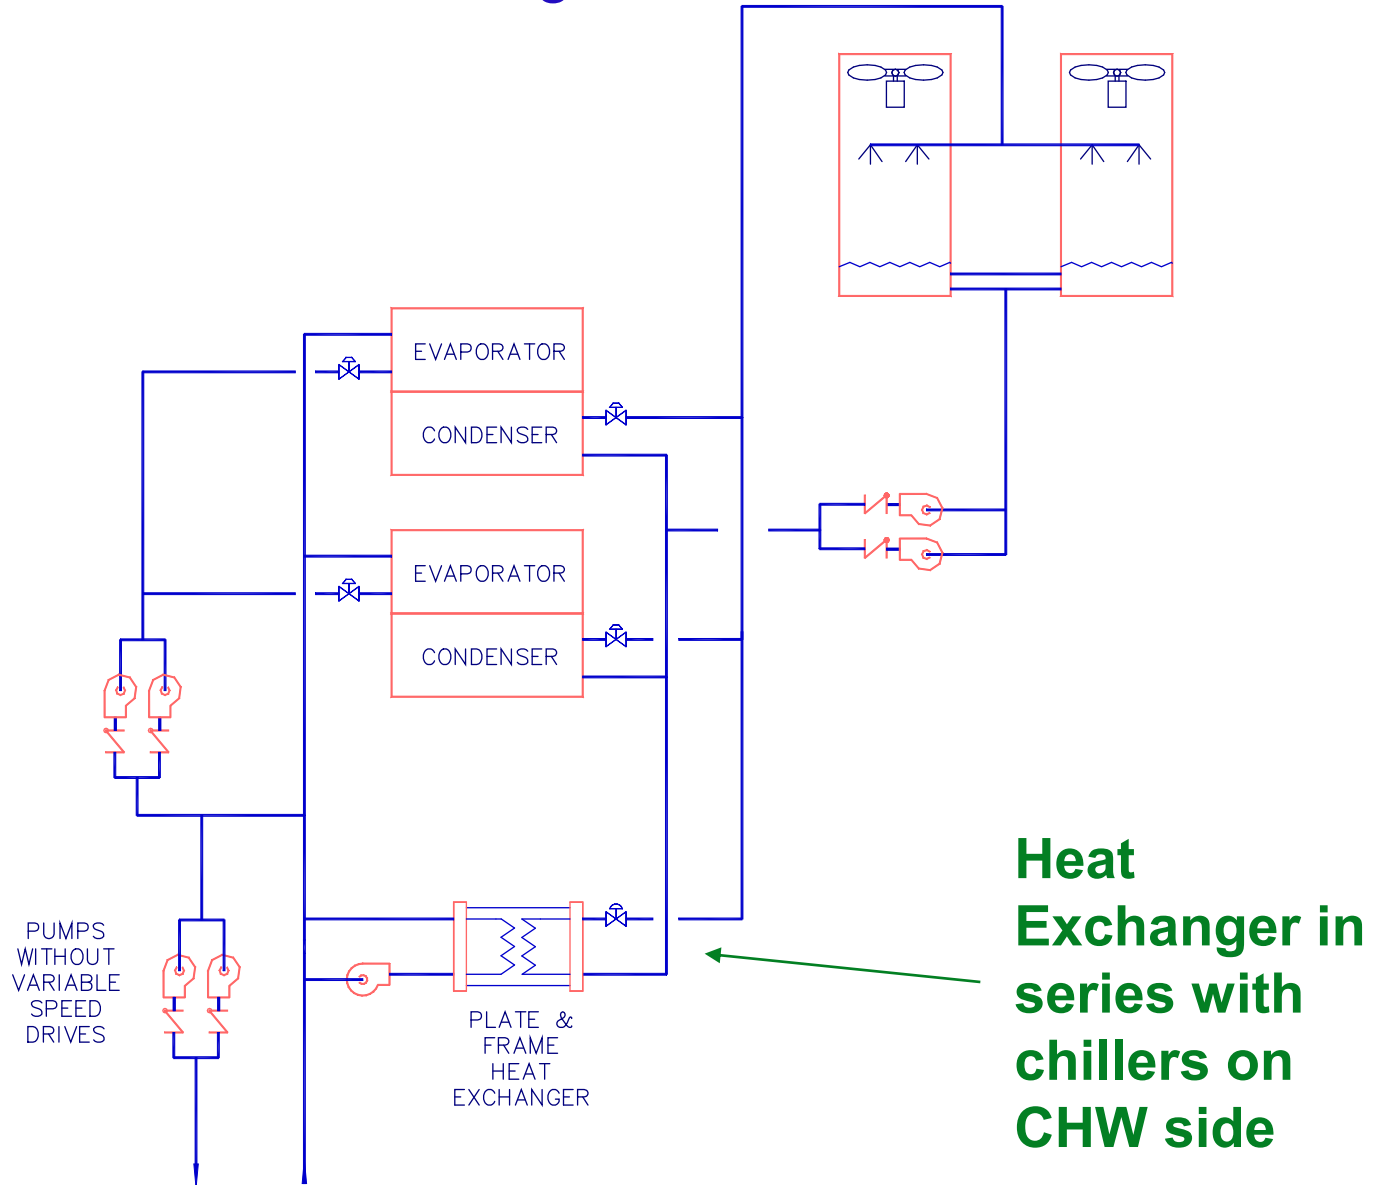 EVAPORATOR
CONDENSER
EVAPORATOR
CONDENSER
PUMPS
WITHOUT
VARIABLE
SPEED
DRIVES
PLATE &
FRAME
HEAT
EXCHANGER
Heat
Exchanger in
series with
chillers on
CHW side